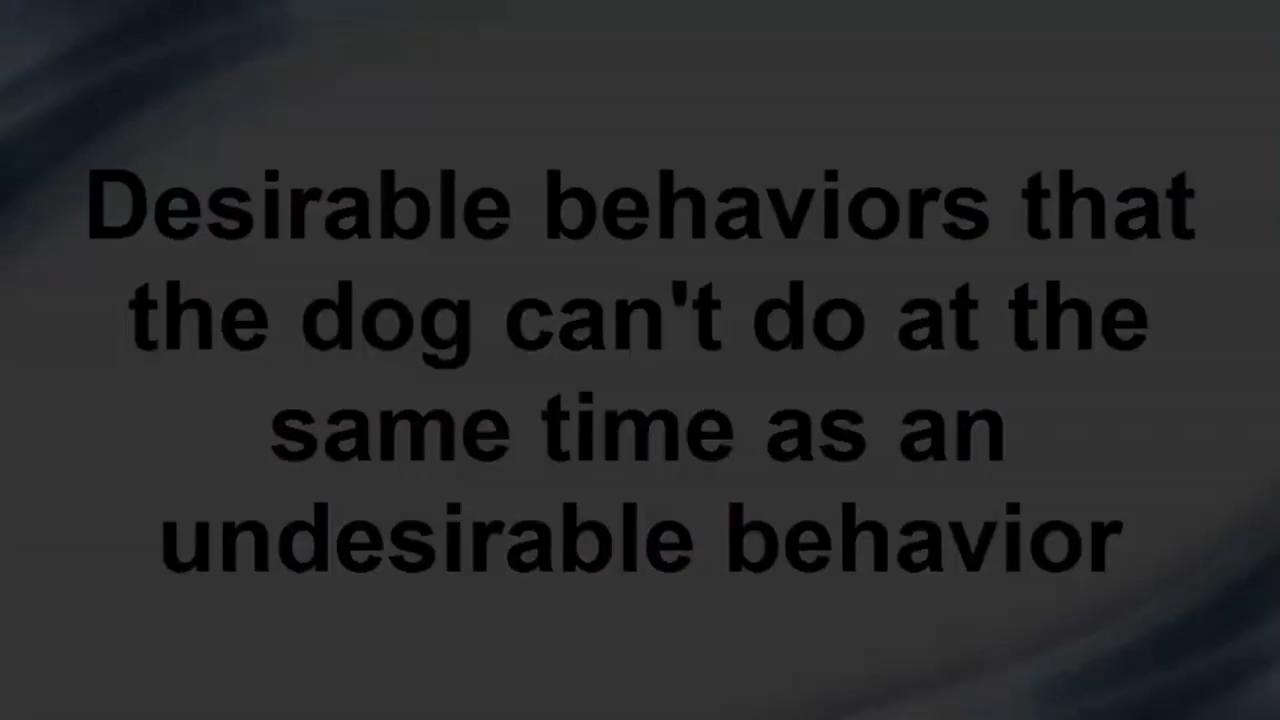 Desirable behaviors that
the dog can't do at the
same time as an
undesirable behavior